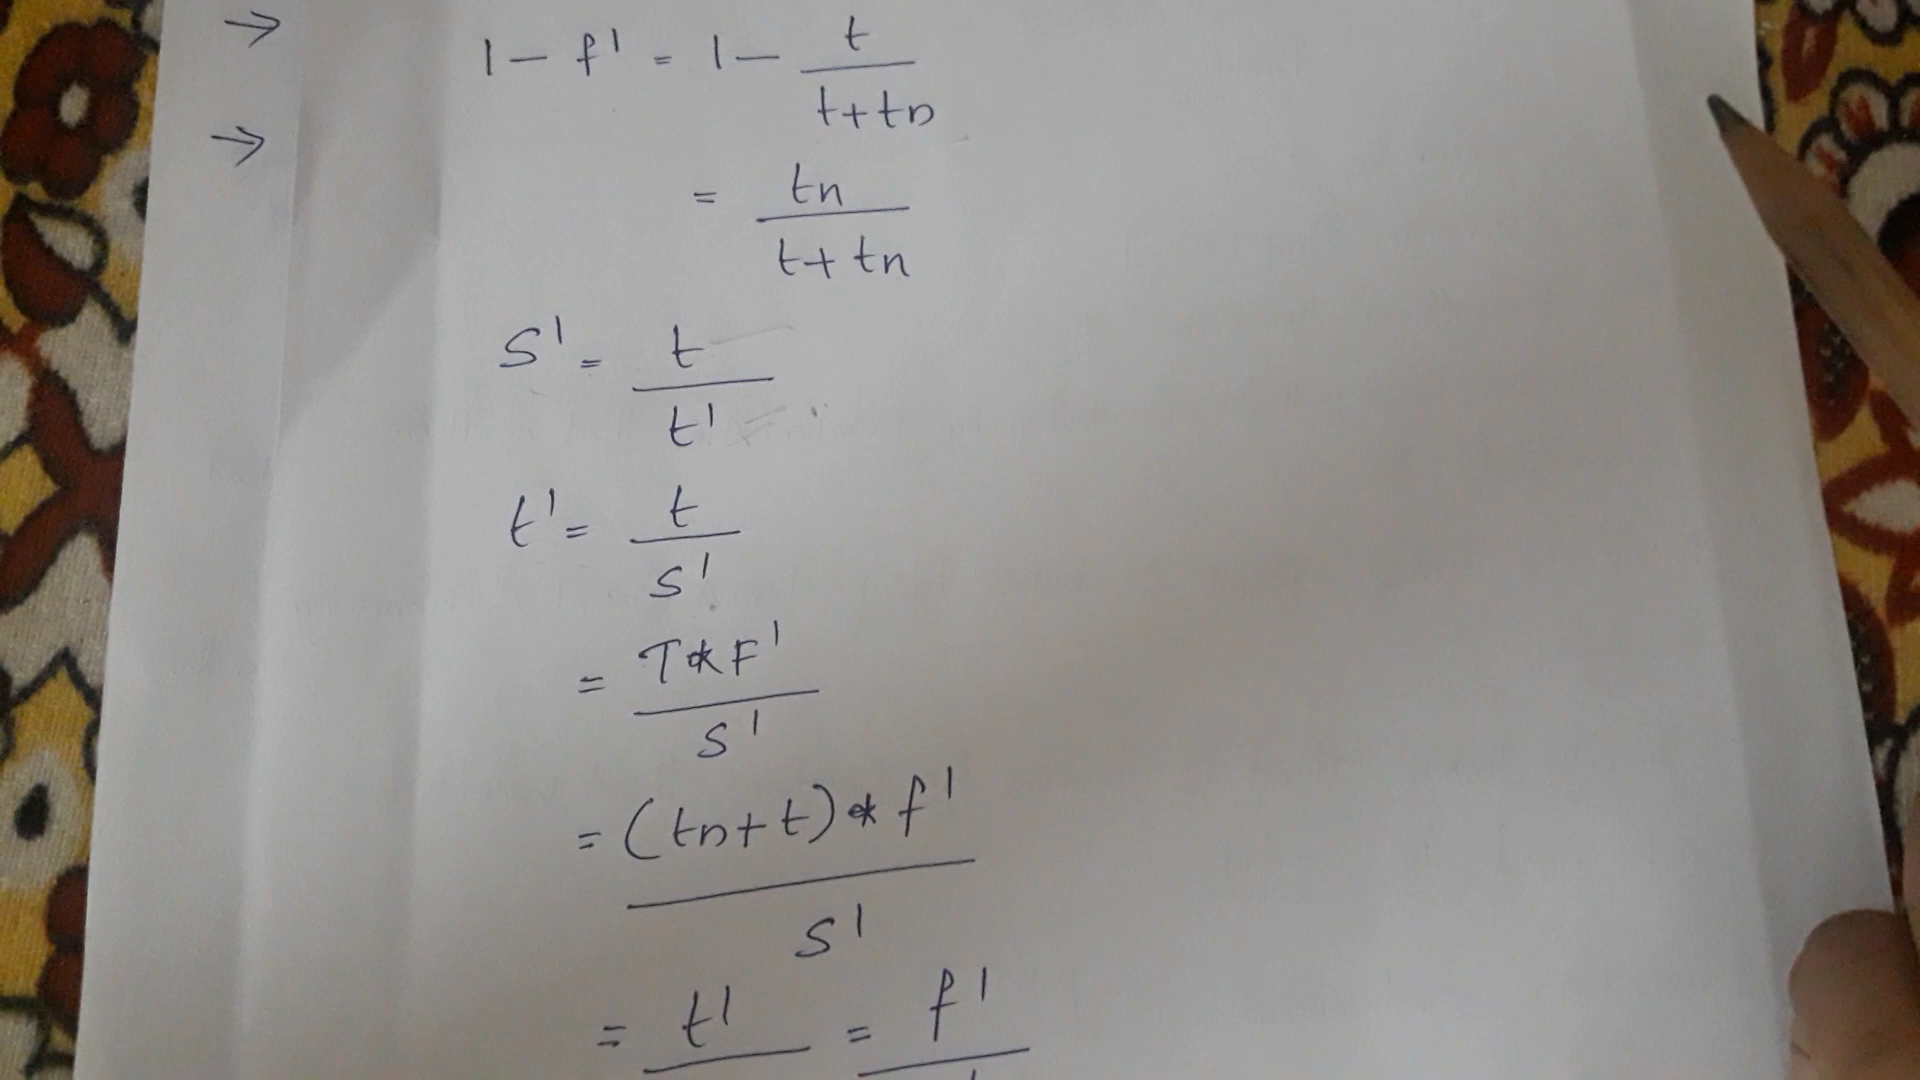 → 1 - f' = 1 - t
t + tn
→
= tn
t + tn
s' = t
t'
t' = t
s'
= T * F'
s'
= (tn + t) * f'
s'
= t' = f'